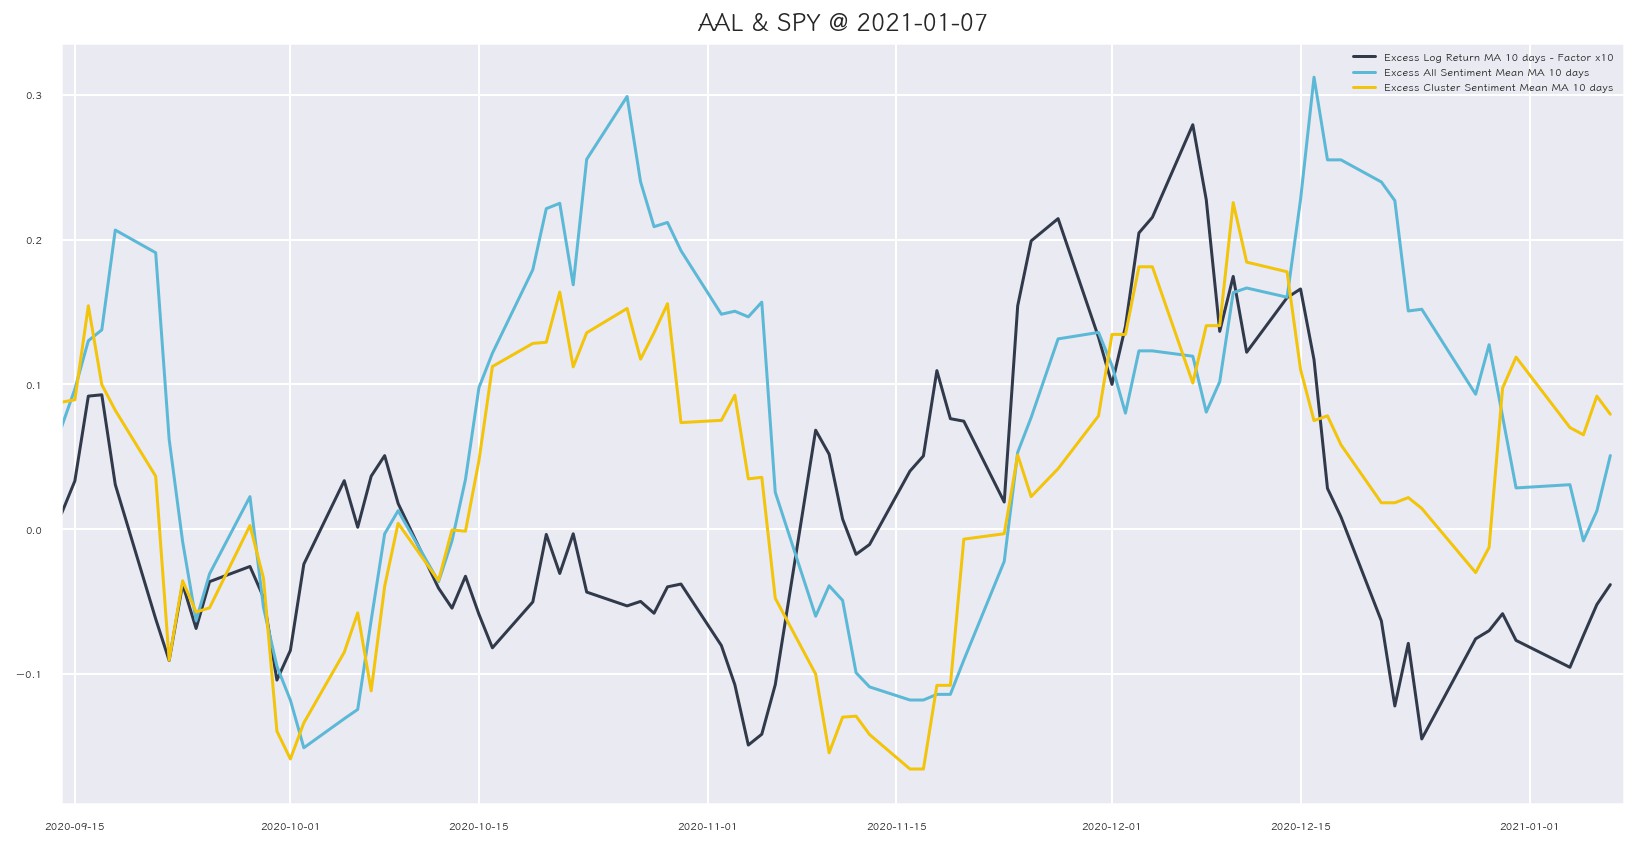 AAL & SPY @ 2021-01-07
Excess Log Return MA 10 days - Factor x10
Excess All Sentiment Mean MA 10 days
Excess Cluster Sentiment Mean MA 10 days
0.3
0.2
0.1
0.0
−0.1
2020-09-15 2020-10-01 2020-10-15 2020-11-01 2020-11-15 2020-12-01 2020-12-15 2021-01-01